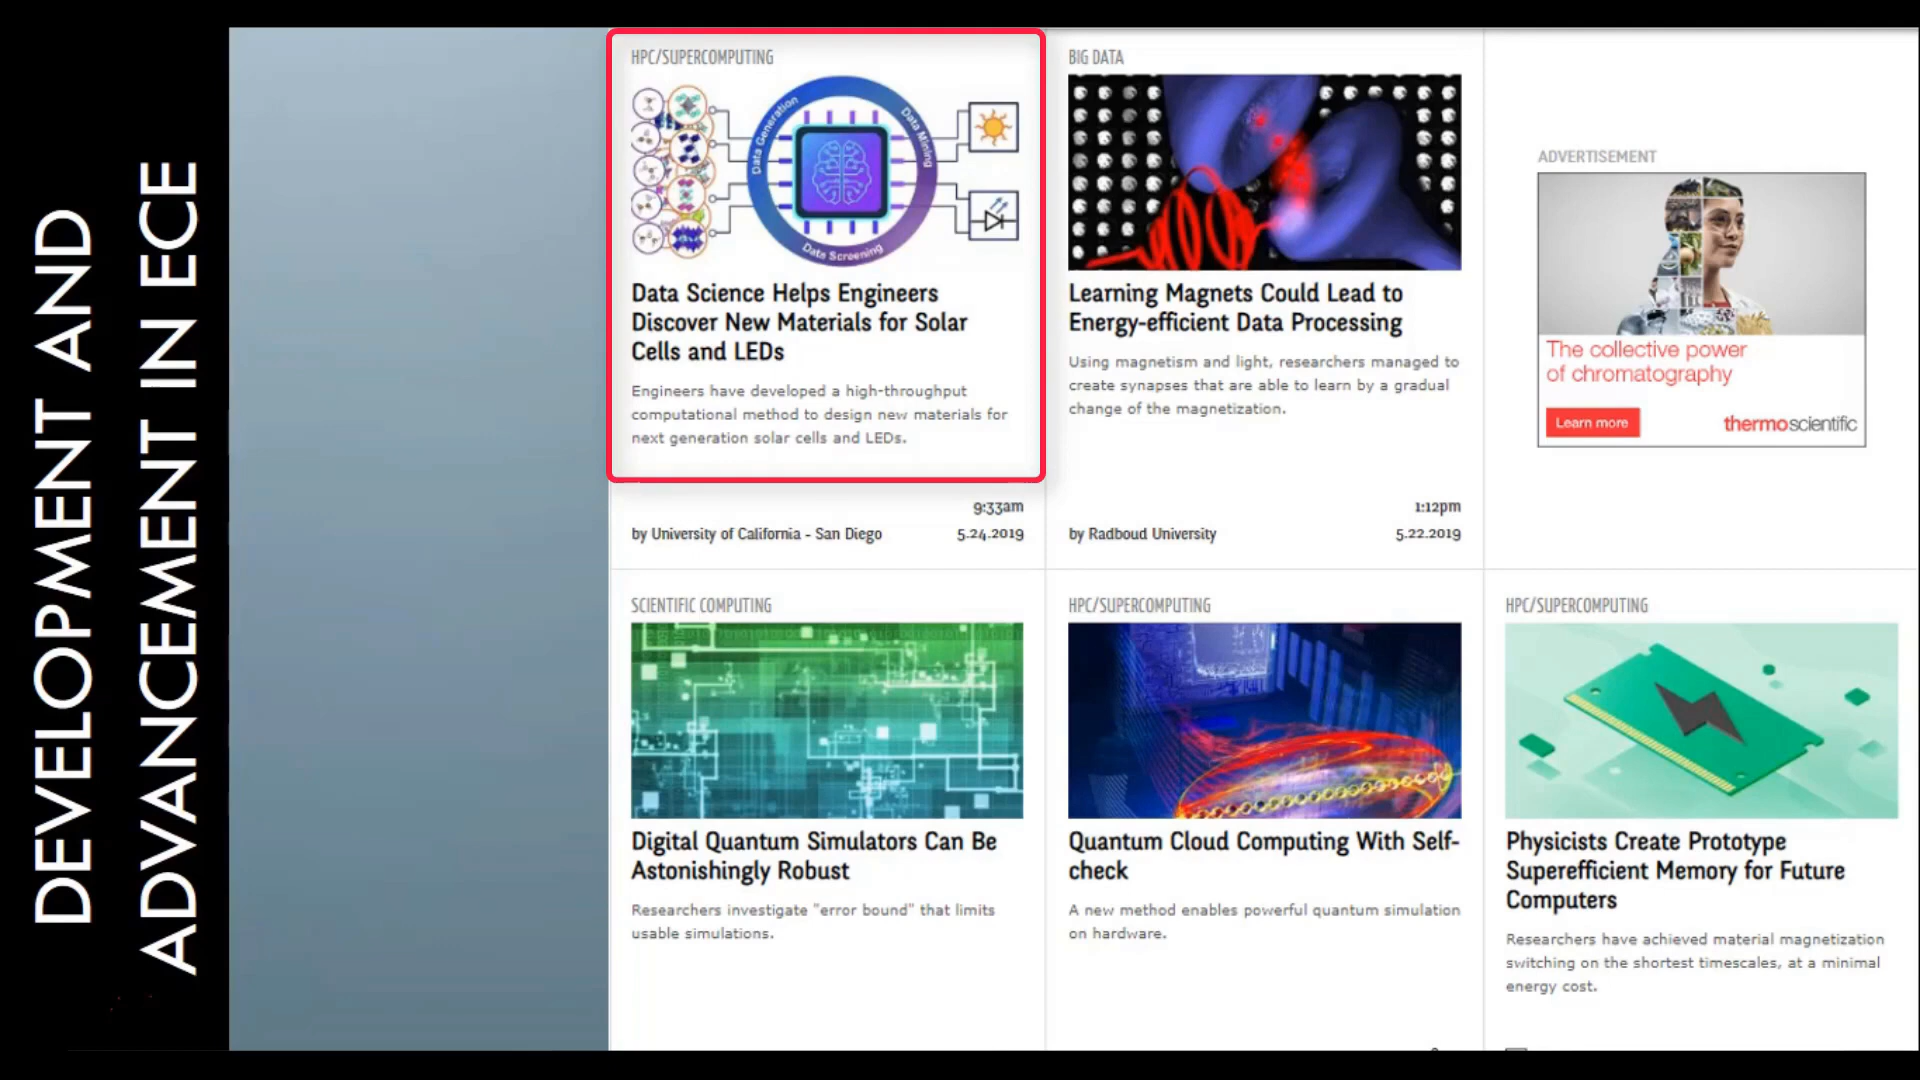 DEVELOPMENT AND
ADVANCEMENT IN ECE
HPC/SUPERCOMPUTING
Data Generation
Data Mining
Data Screening
Data Science Helps Engineers
Discover New Materials for Solar
Cells and LEDs
Engineers have developed a high-throughput
computational method to design new materials for
next generation solar cells and LEDs.
9:33am
by University of California - San Diego 5.24.2019
BIG DATA
Learning Magnets Could Lead to
Energy-efficient Data Processing
Using magnetism and light, researchers managed to
create synapses that are able to learn by a gradual
change of the magnetization.
1:12pm
by Radboud University 5.22.2019
ADVERTISEMENT
The collective power
of chromatography
Learn more thermoscientific
SCIENTIFIC COMPUTING
Digital Quantum Simulators Can Be
Astonishingly Robust
Researchers investigate "error bound" that limits
usable simulations.
HPC/SUPERCOMPUTING
Quantum Cloud Computing With Self-
check
A new method enables powerful quantum simulation
on hardware.
HPC/SUPERCOMPUTING
Physicists Create Prototype
Superefficient Memory for Future
Computers
Researchers have achieved material magnetization
switching on the shortest timescales, at a minimal
energy cost.